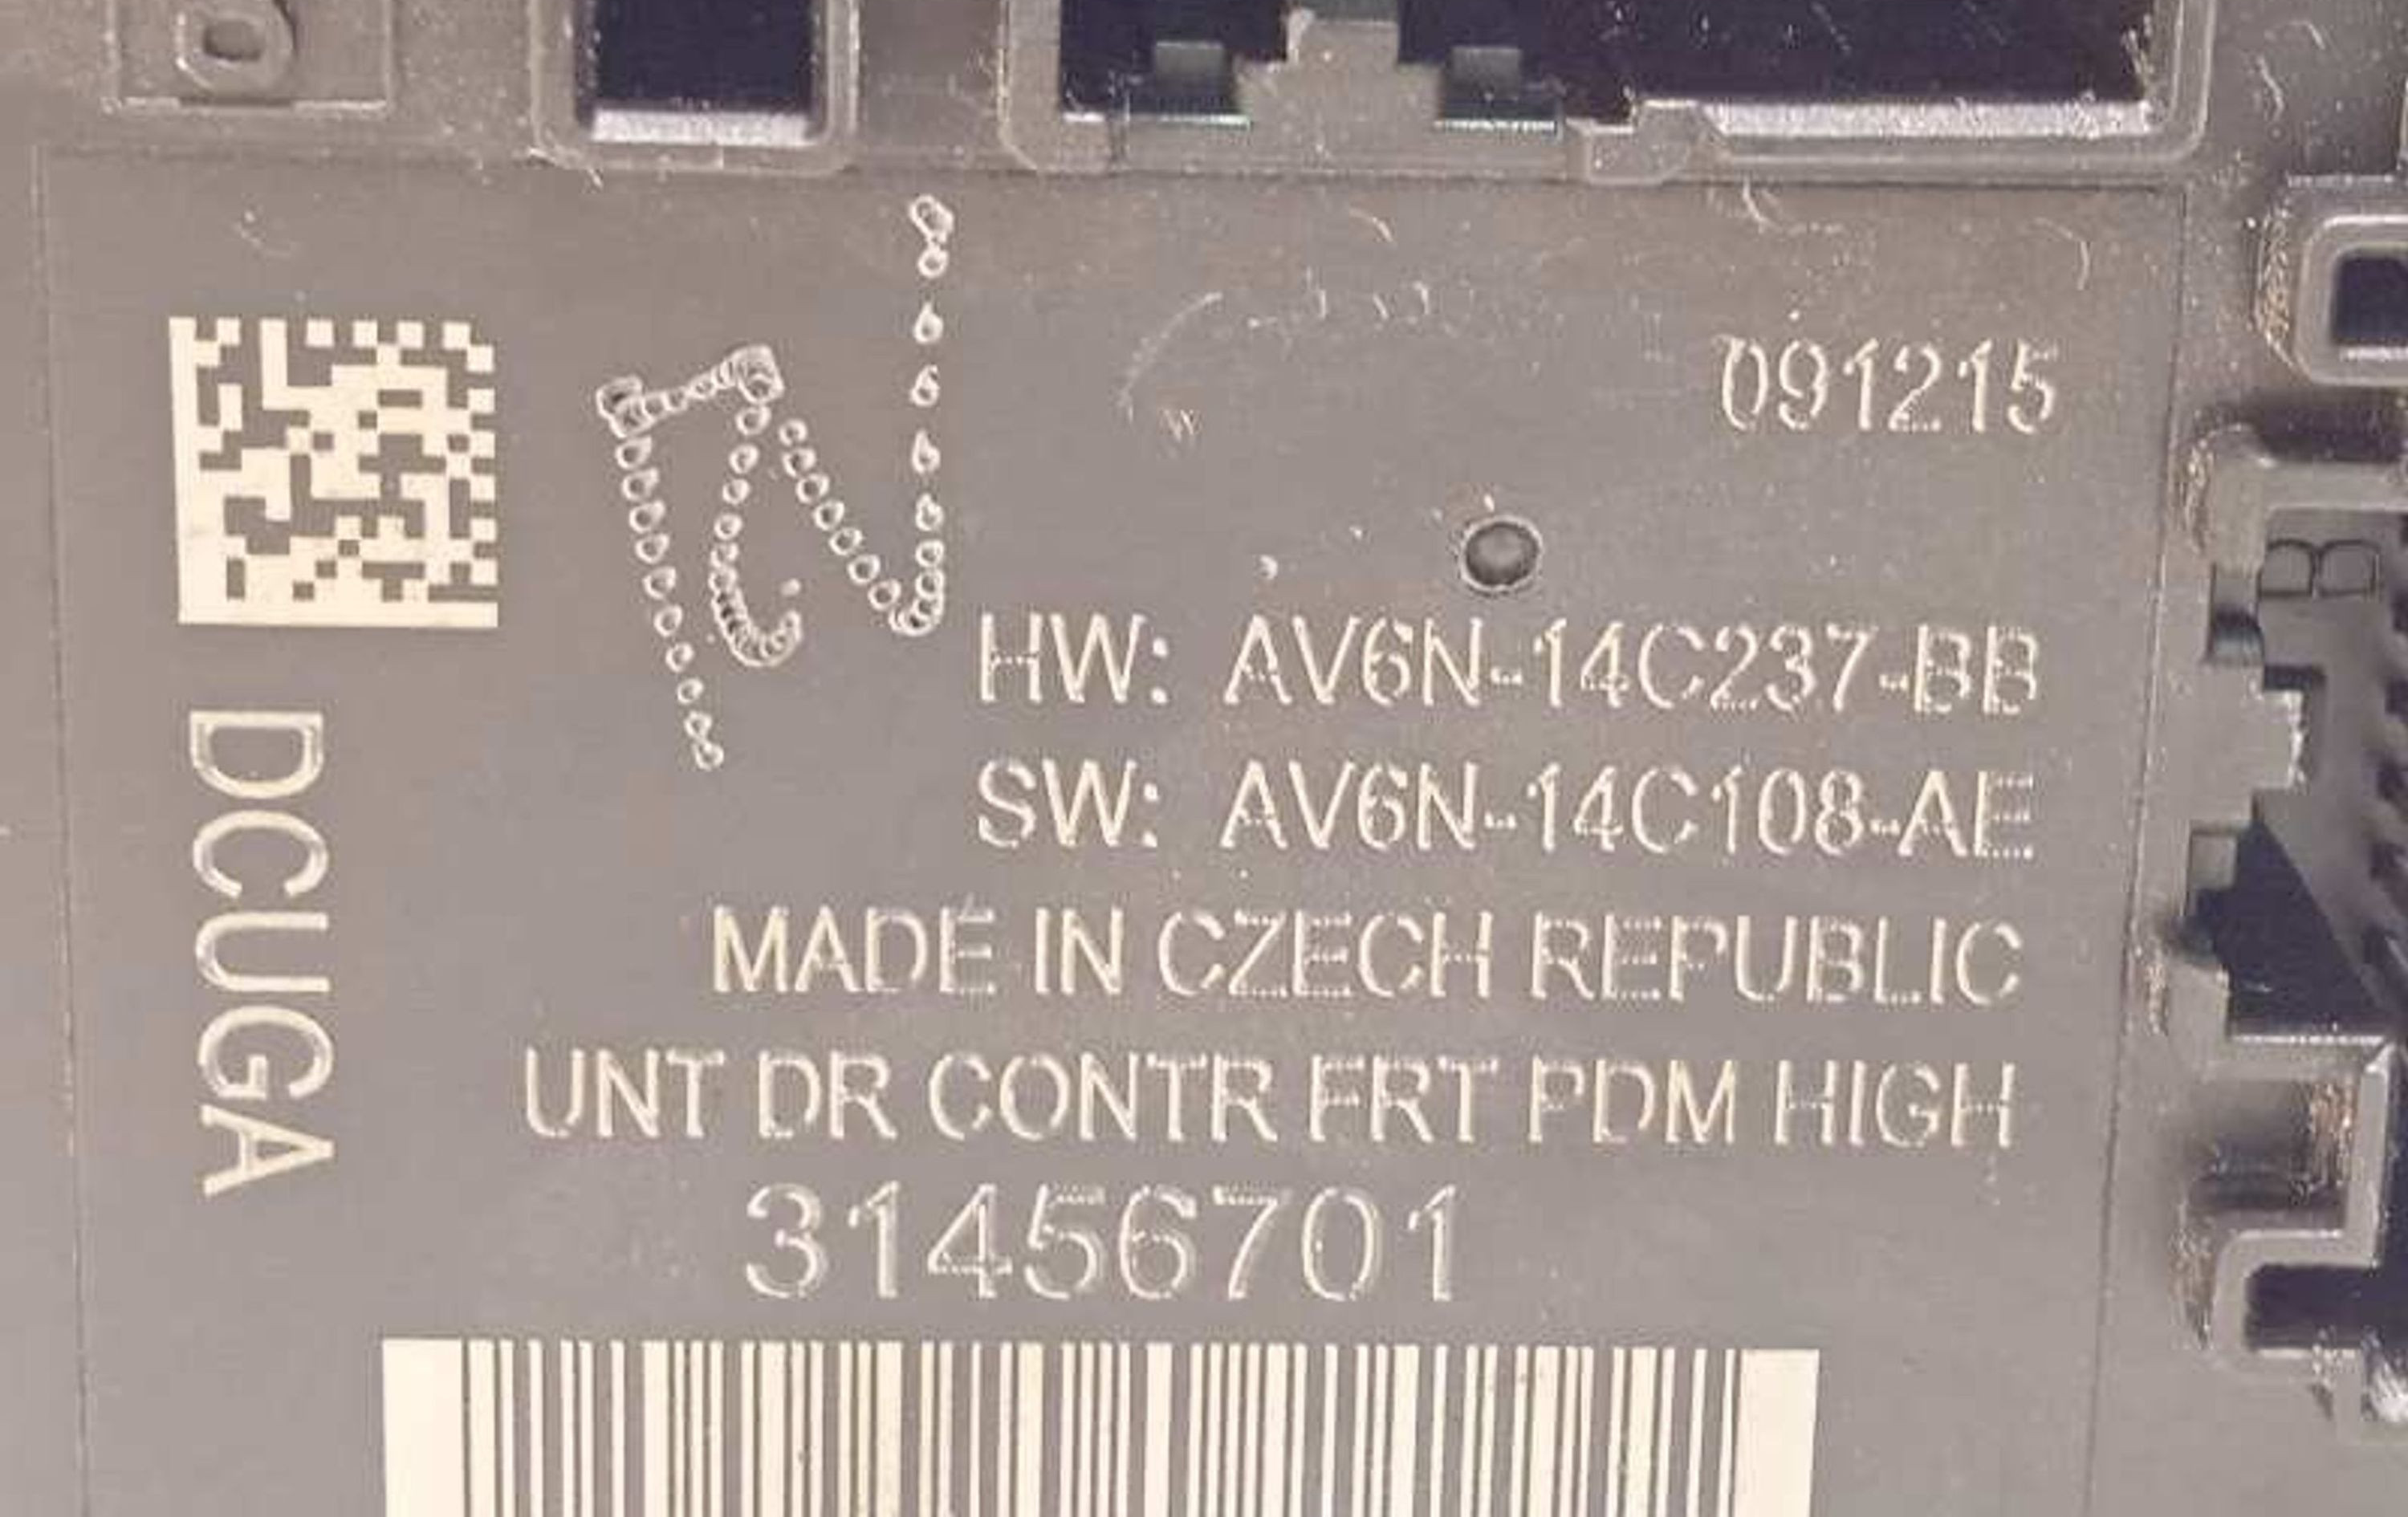 091215
HW: AV6N-14C237-BB
SW: AV6N-14C108-AE
MADE IN CZECH REPUBLIC
UNT DR CONTR FRT PDM HIGH
31456701
DCUGA
B